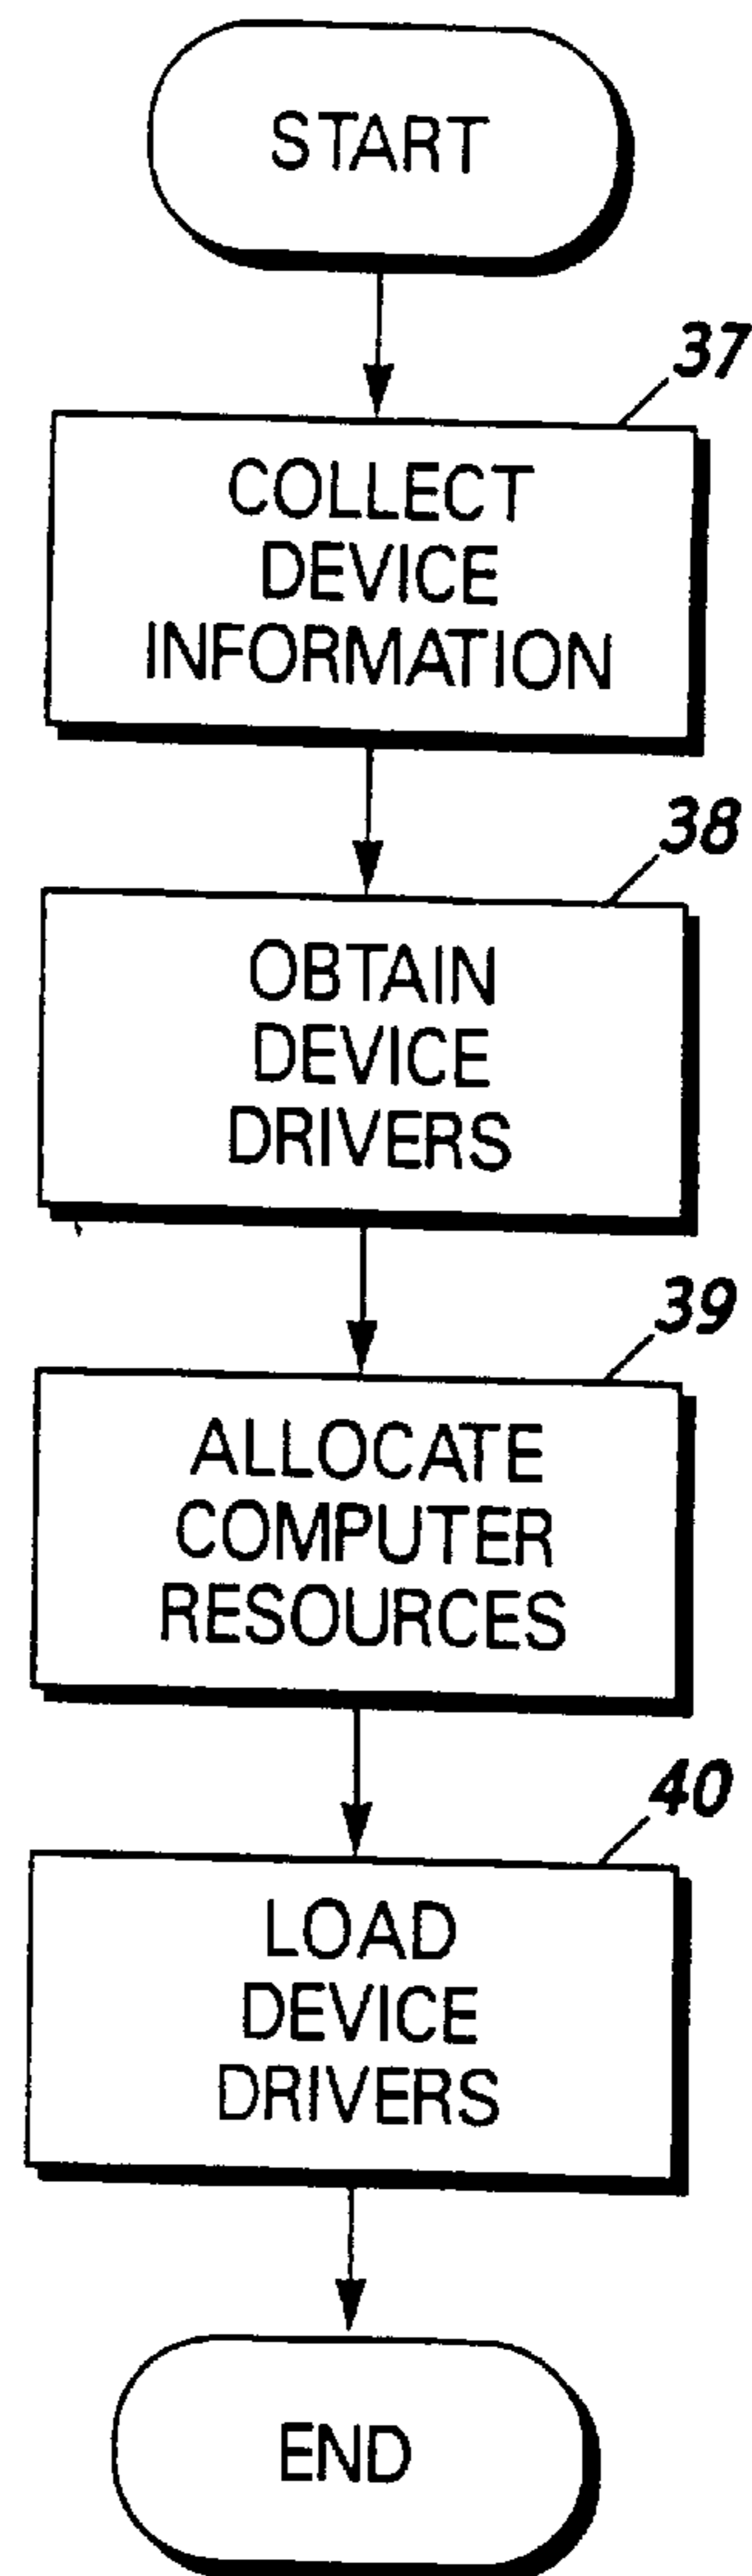 START
37
COLLECT
DEVICE
INFORMATION
38
OBTAIN
DEVICE
DRIVERS
39
ALLOCATE
COMPUTER
RESOURCES
40
LOAD
DEVICE
DRIVERS
END